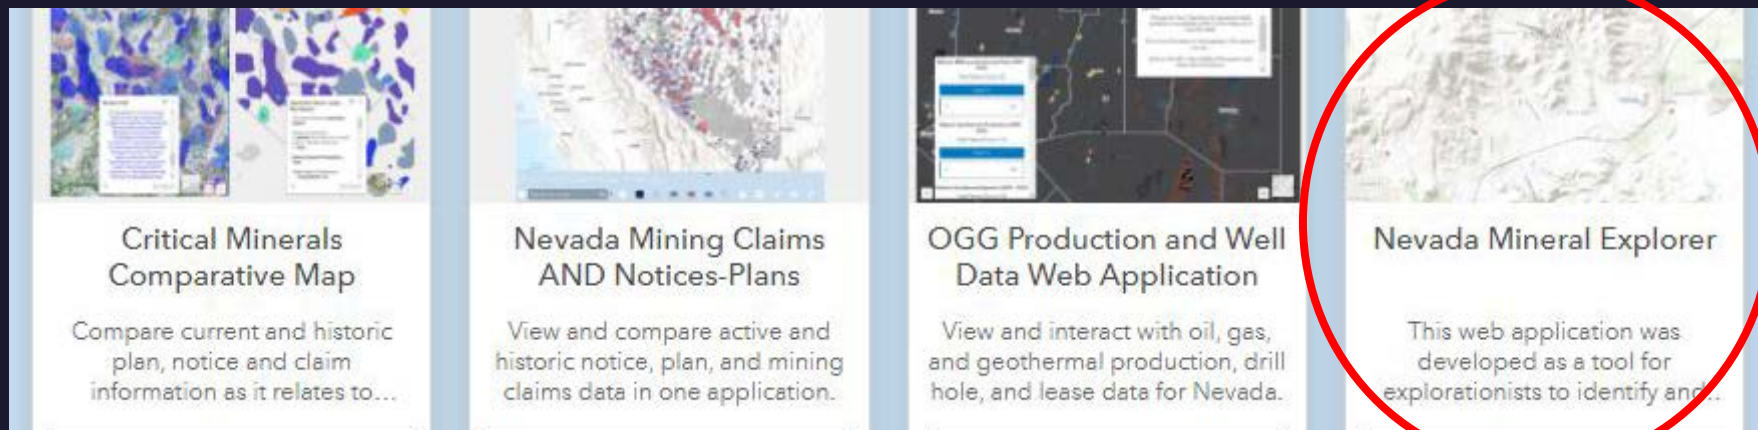 Critical Minerals
Comparative Map
Compare current and historic
plan, notice and claim
information as it relates to...
Nevada Mining Claims
AND Notices-Plans
View and compare active and
historic notice, plan, and mining
claims data in one application.
OGG Production and Well
Data Web Application
View and interact with oil, gas,
and geothermal production, drill
hole, and lease data for Nevada.
Nevada Mineral Explorer
This web application was
developed as a tool for
explorationists to identify and..